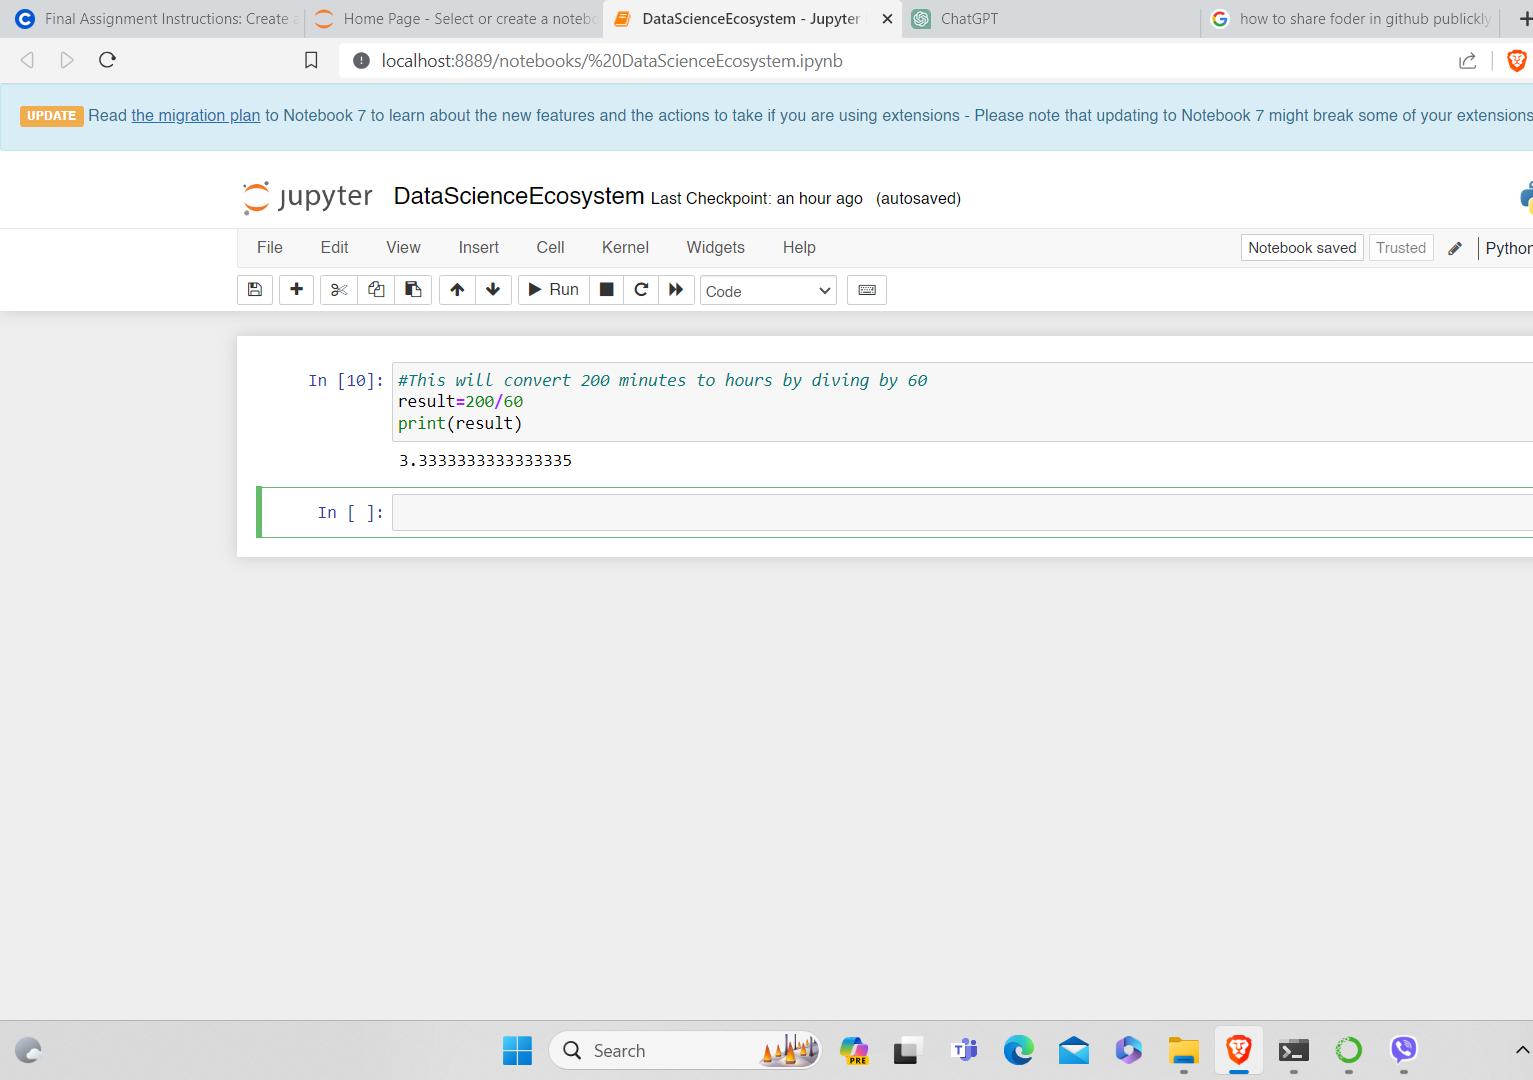 Final Assignment Instructions: Create a
Home Page - Select or create a noteb
DataScienceEcosystem - Jupyter
ChatGPT
how to share foder in github publickly
localhost:8889/notebooks/%20DataScienceEcosystem.ipynb
UPDATE Read the migration plan to Notebook 7 to learn about the new features and the actions to take if you are using extensions - Please note that updating to Notebook 7 might break some of your extensions
jupyter DataScienceEcosystem Last Checkpoint: an hour ago (autosaved)
File Edit View Insert Cell Kernel Widgets Help Notebook saved Trusted Python
Run Code
In [10]: #This will convert 200 minutes to hours by diving by 60
result=200/60
print(result)
3.3333333333333335
In [ ]:
Search
PRE